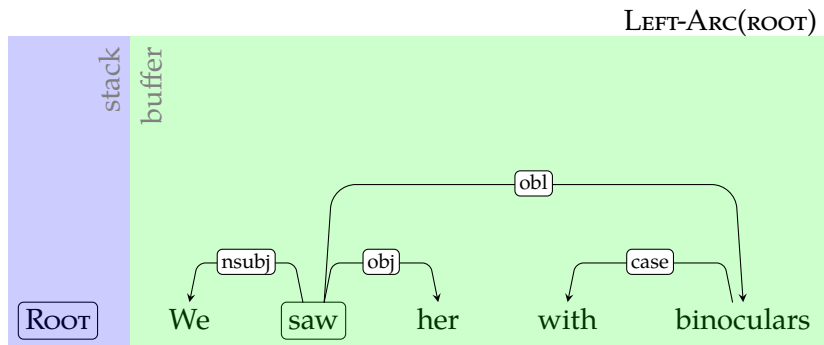 LEFT-ARC(ROOT)
stack
buffer
obl
nsubj
obj
case
ROOT We saw her with binoculars